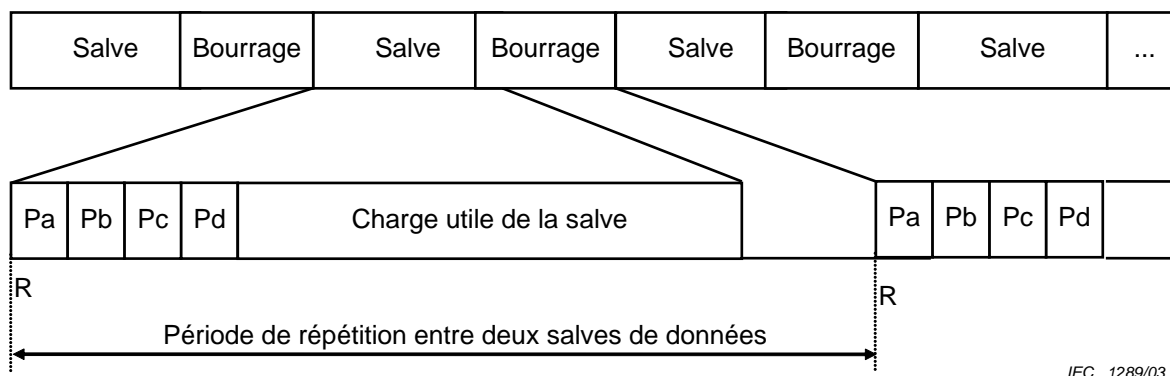 Salve Bourrage Salve Bourrage Salve Bourrage Salve ...
Pa Pb Pc Pd Charge utile de la salve Pa Pb Pc Pd
R R
Période de répétition entre deux salves de données
IEC 1289/03